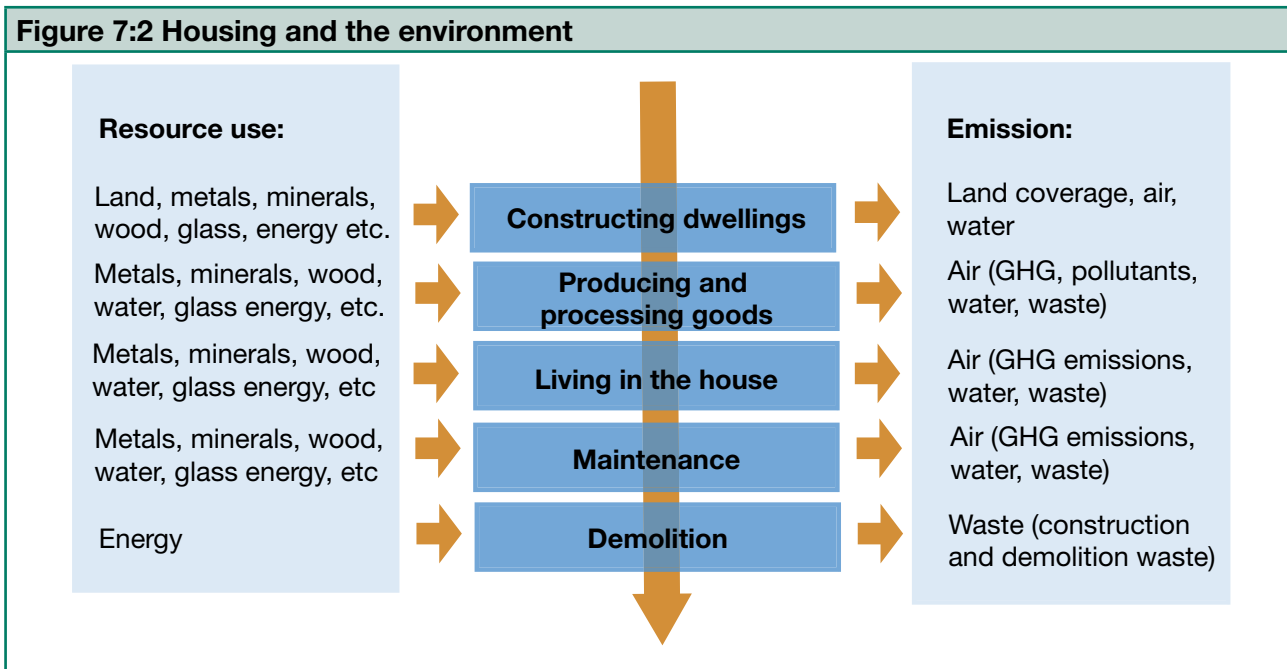 Figure 7:2 Housing and the environment
Resource use:
Land, metals, minerals,
wood, glass, energy etc.
Metals, minerals, wood,
water, glass energy, etc.
Metals, minerals, wood,
water, glass energy, etc
Metals, minerals, wood,
water, glass energy, etc
Energy
Constructing dwellings
Producing and
processing goods
Living in the house
Maintenance
Demolition
Emission:
Land coverage, air,
water
Air (GHG, pollutants,
water, waste)
Air (GHG emissions,
water, waste)
Air (GHG emissions,
water, waste)
Waste (construction
and demolition waste)